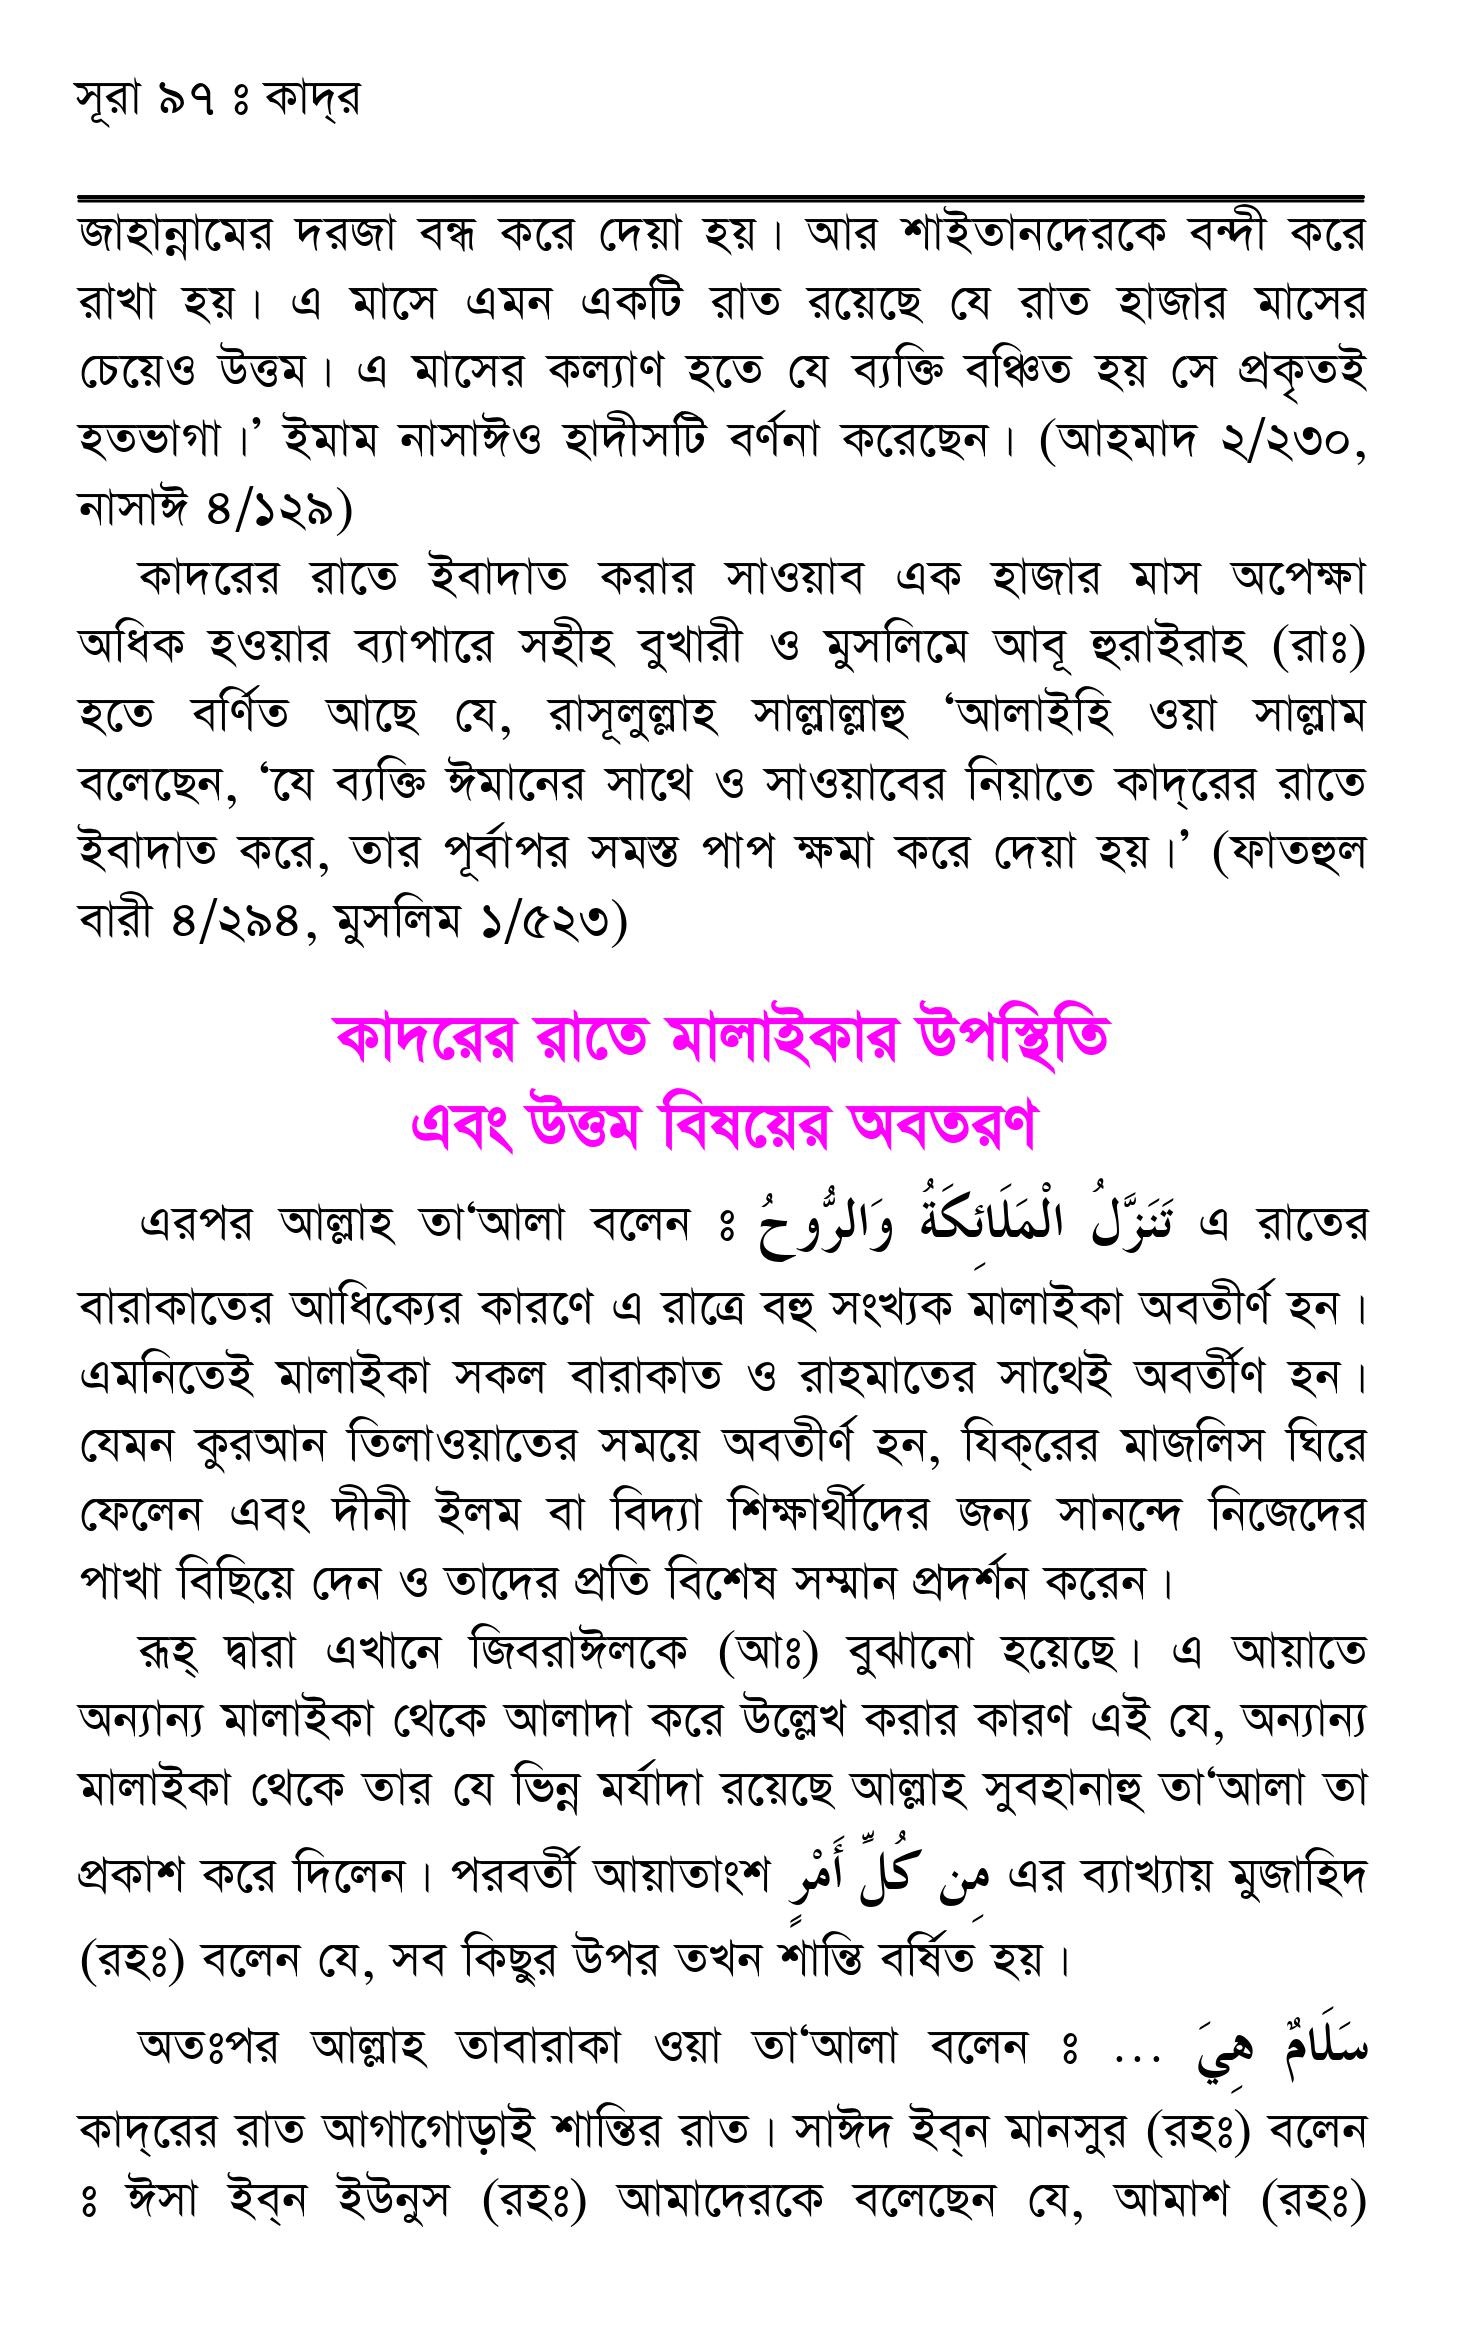 সূরা ৯৭ ঃ কাদ্‌র
জাহান্নামের দরজা বন্ধ করে দেয়া হয়। আর শাইতানদেরকে বন্দী করে
রাখা হয়। এ মাসে এমন একটি রাত রয়েছে যে রাত হাজার মাসের
চেয়েও উত্তম। এ মাসের কল্যাণ হতে যে ব্যক্তি বঞ্চিত হয় সে প্রকৃতই
হতভাগা।’ ইমাম নাসাঈও হাদীসটি বর্ণনা করেছেন। (আহমাদ ২/২৩০,
নাসাঈ ৪/১২৯)
কাদরের রাতে ইবাদাত করার সাওয়াব এক হাজার মাস অপেক্ষা
অধিক হওয়ার ব্যাপারে সহীহ বুখারী ও মুসলিমে আবূ হুরাইরাহ (রাঃ)
হতে বর্ণিত আছে যে, রাসূলুল্লাহ সাল্লাল্লাহু ‘আলাইহি ওয়া সাল্লাম
বলেছেন, ‘যে ব্যক্তি ঈমানের সাথে ও সাওয়াবের নিয়াতে কাদ্‌রের রাতে
ইবাদাত করে, তার পূর্বাপর সমস্ত পাপ ক্ষমা করে দেয়া হয়।’ (ফাতহুল
বারী ৪/২৯৪, মুসলিম ১/৫২৩)
কাদরের রাতে মালাইকার উপস্থিতি
এবং উত্তম বিষয়ের অবতরণ
এরপর আল্লাহ তা‘আলা বলেন ঃ تَنَزَّلُ الْمَلَائِكَةُ وَالرُّوحُ এ রাতের
বারাকাতের আধিক্যের কারণে এ রাত্রে বহু সংখ্যক মালাইকা অবতীর্ণ হন।
এমনিতেই মালাইকা সকল বারাকাত ও রাহমাতের সাথেই অবর্তীণ হন।
যেমন কুরআন তিলাওয়াতের সময়ে অবতীর্ণ হন, যিক্‌রের মাজলিস ঘিরে
ফেলেন এবং দীনী ইলম বা বিদ্যা শিক্ষার্থীদের জন্য সানন্দে নিজেদের
পাখা বিছিয়ে দেন ও তাদের প্রতি বিশেষ সম্মান প্রদর্শন করেন।
রূহ্ দ্বারা এখানে জিবরাঈলকে (আঃ) বুঝানো হয়েছে। এ আয়াতে
অন্যান্য মালাইকা থেকে আলাদা করে উল্লেখ করার কারণ এই যে, অন্যান্য
মালাইকা থেকে তার যে ভিন্ন মর্যাদা রয়েছে আল্লাহ সুবহানাহু তা‘আলা তা
প্রকাশ করে দিলেন। পরবর্তী আয়াতাংশ مِن كُلِّ أَمْرٍ এর ব্যাখ্যায় মুজাহিদ
(রহঃ) বলেন যে, সব কিছুর উপর তখন শান্তি বর্ষিত হয়।
অতঃপর আল্লাহ তাবারাকা ওয়া তা‘আলা বলেন ঃ ... سَلَامٌ هِيَ
কাদ্‌রের রাত আগাগোড়াই শান্তির রাত। সাঈদ ইব্‌ন মানসুর (রহঃ) বলেন
ঃ ঈসা ইব্‌ন ইউনুস (রহঃ) আমাদেরকে বলেছেন যে, আমাশ (রহঃ)